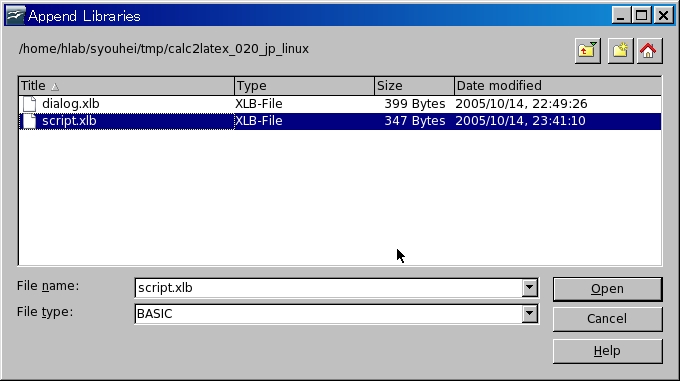 Append Libraries
/home/hlab/syouhei/tmp/calc2latex_020_jp_linux
Title Type Size Date modified
dialog.xlb XLB-File 399 Bytes 2005/10/14, 22:49:26
script.xlb XLB-File 347 Bytes 2005/10/14, 23:41:10
File name: script.xlb Open
File type: BASIC Cancel
Help